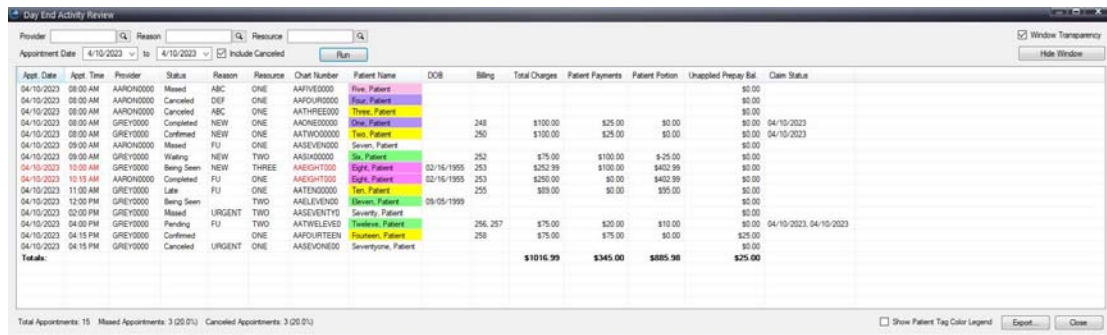 Day End Activity Review
Provider Reason Resource Window Transparency
Appointment Date 4/10/2023 to 4/10/2023 Include Canceled Run Hide Window
Appt. Date Appt. Time Provider Status Reason Resource Chart Number Patient Name DOB Billing Total Charges Patient Payments Patient Portion Unapplied Prepay Bal. Claim Status
04/10/2023 08:00 AM AARON0000 Missed ABC ONE AAFIVE0000 Five, Patient $0.00
04/10/2023 08:00 AM AARON0000 Canceled DEF ONE AAFOUR0000 Four, Patient $0.00
04/10/2023 08:00 AM AARON0000 Canceled ABC ONE AATHREE000 Three, Patient $0.00
04/10/2023 08:00 AM GREY0000 Completed NEW ONE AAONE00000 One, Patient 248 $100.00 $25.00 $0.00 $0.00 04/10/2023
04/10/2023 08:00 AM GREY0000 Confirmed NEW ONE AATWO00000 Two, Patient 250 $100.00 $25.00 $0.00 $0.00 04/10/2023
04/10/2023 09:00 AM AARON0000 Missed FU ONE AASEVEN000 Seven, Patient $0.00
04/10/2023 09:00 AM GREY0000 Waiting NEW TWO AASIX00000 Six, Patient 252 $75.00 $100.00 $-25.00 $0.00
04/10/2023 10:00 AM GREY0000 Being Seen NEW THREE AAEIGHT000 Eight, Patient 02/16/1955 253 $252.99 $100.00 $402.99 $0.00
04/10/2023 10:15 AM AARON0000 Completed FU ONE AAEIGHT000 Eight, Patient 02/16/1955 253 $250.00 $0.00 $402.99 $0.00
04/10/2023 11:00 AM GREY0000 Late FU ONE AATEN00000 Ten, Patient 255 $89.00 $0.00 $95.00 $0.00
04/10/2023 12:00 PM GREY0000 Being Seen TWO AAELEVEN00 Eleven, Patient 09/05/1999 $0.00
04/10/2023 02:00 PM GREY0000 Missed URGENT TWO AASEVENTY0 Seventy, Patient $0.00
04/10/2023 04:00 PM GREY0000 Pending FU TWO AATWELEVE0 Tweleve, Patient 256, 257 $75.00 $20.00 $10.00 $0.00 04/10/2023, 04/10/2023
04/10/2023 04:15 PM GREY0000 Confirmed ONE AAFOURTEEN Fourteen, Patient 258 $75.00 $75.00 $0.00 $25.00
04/10/2023 04:15 PM GREY0000 Canceled URGENT ONE AASEVONE00 Seventyone, Patient $0.00
Totals: $1016.99 $345.00 $885.98 $25.00
Total Appointments: 15 Missed Appointments: 3 (20.0%) Canceled Appointments: 3 (20.0%) Show Patient Tag Color Legend Export... Close